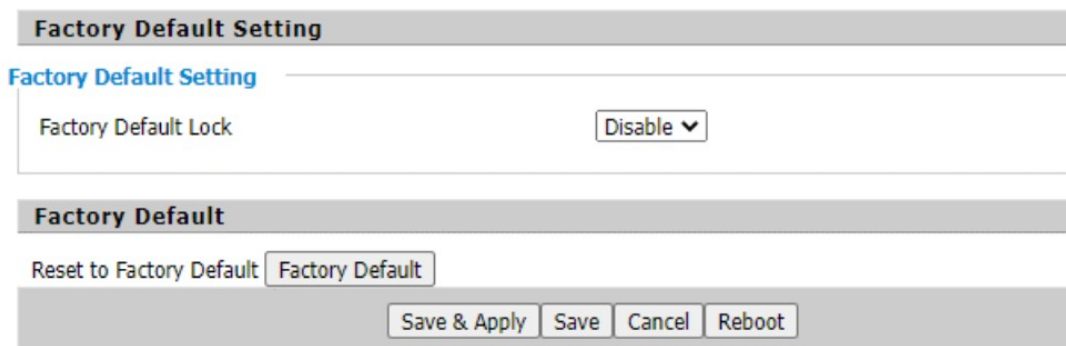 Factory Default Setting
Factory Default Setting
Factory Default Lock Disable
Factory Default
Reset to Factory Default Factory Default
Save & Apply Save Cancel Reboot